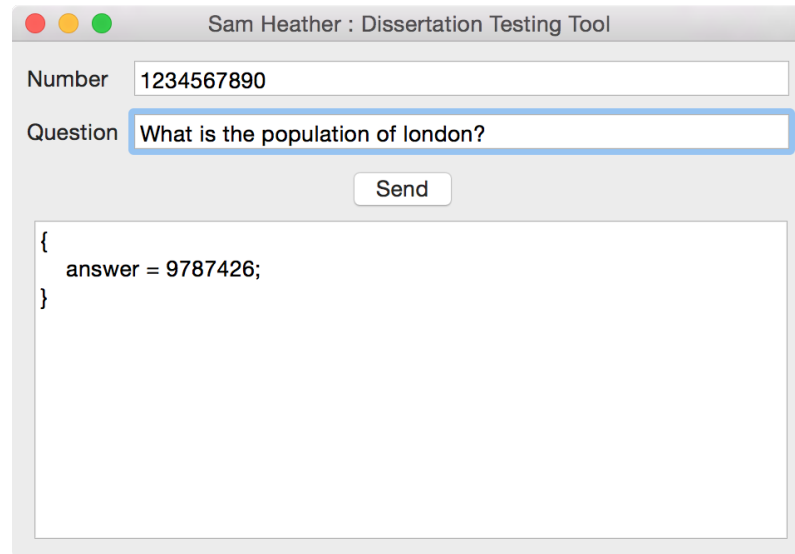 Sam Heather : Dissertation Testing Tool
Number 1234567890
Question What is the population of london?
Send
{
answer = 9787426;
}